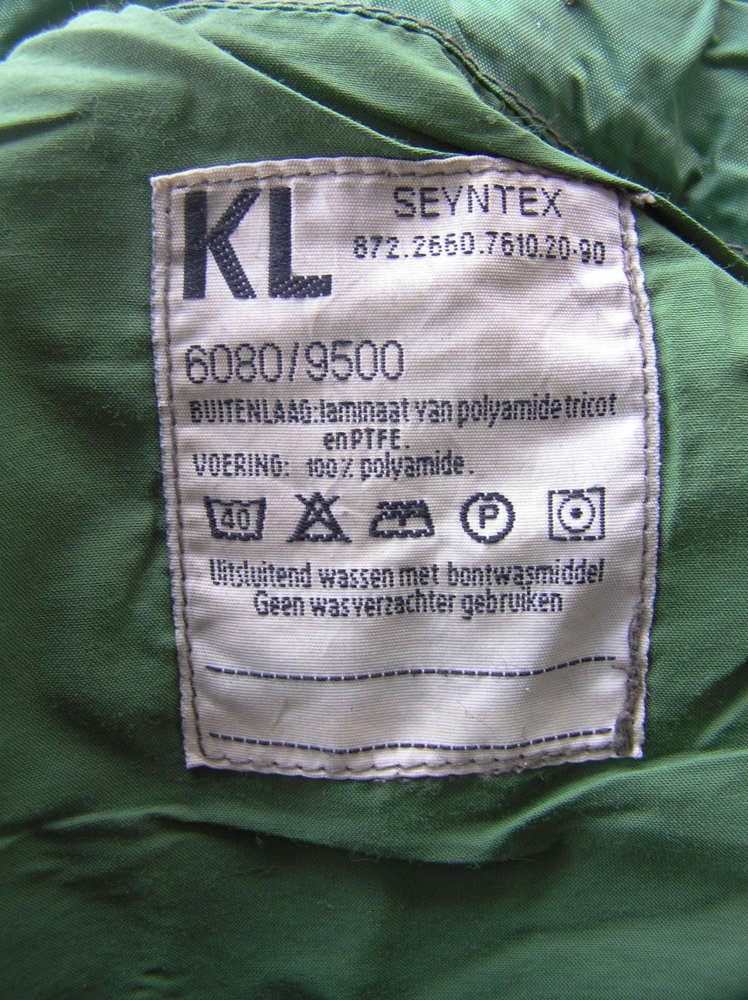 KL
SEYNTEX
872.2660.7610.20-90
6080/9500
BUITENLAAG:laminaat van polyamide tricot
en PTFE.
VOERING: 100% polyamide.
40 P
Uitsluitend wassen met bontwasmiddel
Geen wasverzachter gebruiken